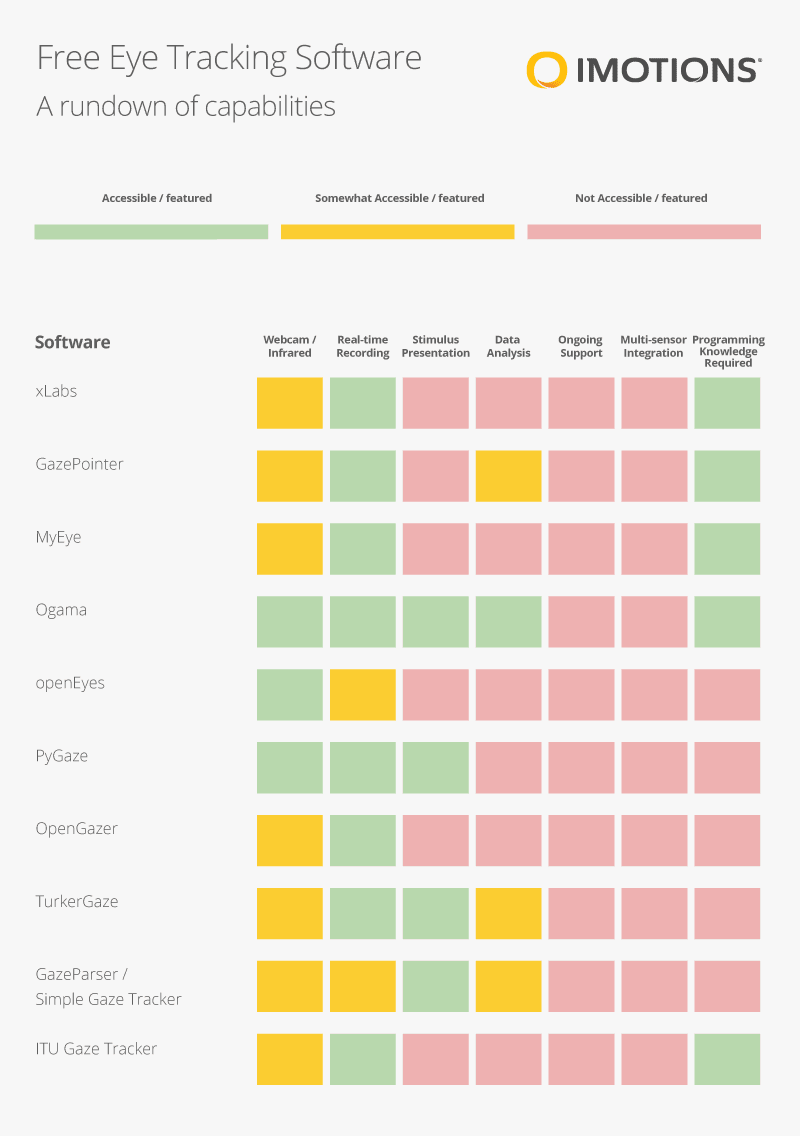 Free Eye Tracking Software
A rundown of capabilities
IMOTIONS®
Accessible / featured
Somewhat Accessible / featured
Not Accessible / featured
Software
Webcam /
Infrared
Real-time
Recording
Stimulus
Presentation
Data
Analysis
Ongoing
Support
Multi-sensor
Integration
Programming
Knowledge
Required
xLabs
GazePointer
MyEye
Ogama
openEyes
PyGaze
OpenGazer
TurkerGaze
GazeParser /
Simple Gaze Tracker
ITU Gaze Tracker